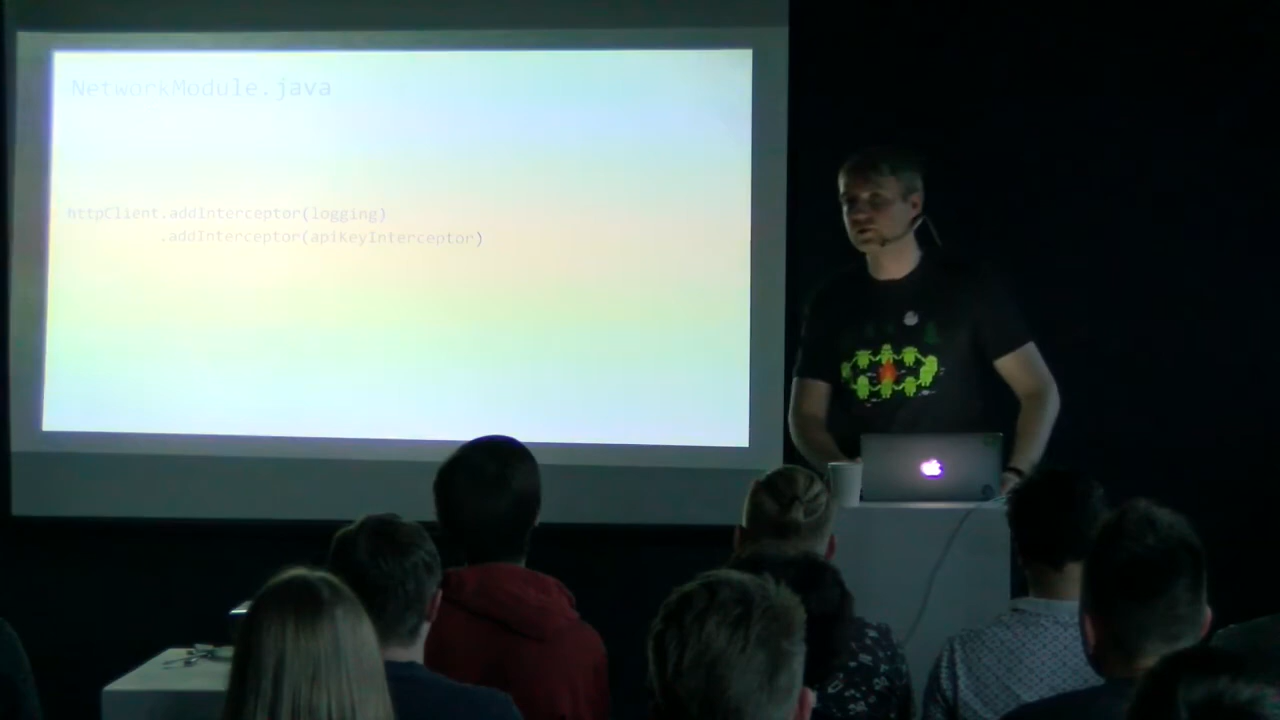 NetworkModule.java
httpClient.addInterceptor(logging)
.addInterceptor(apiKeyInterceptor)